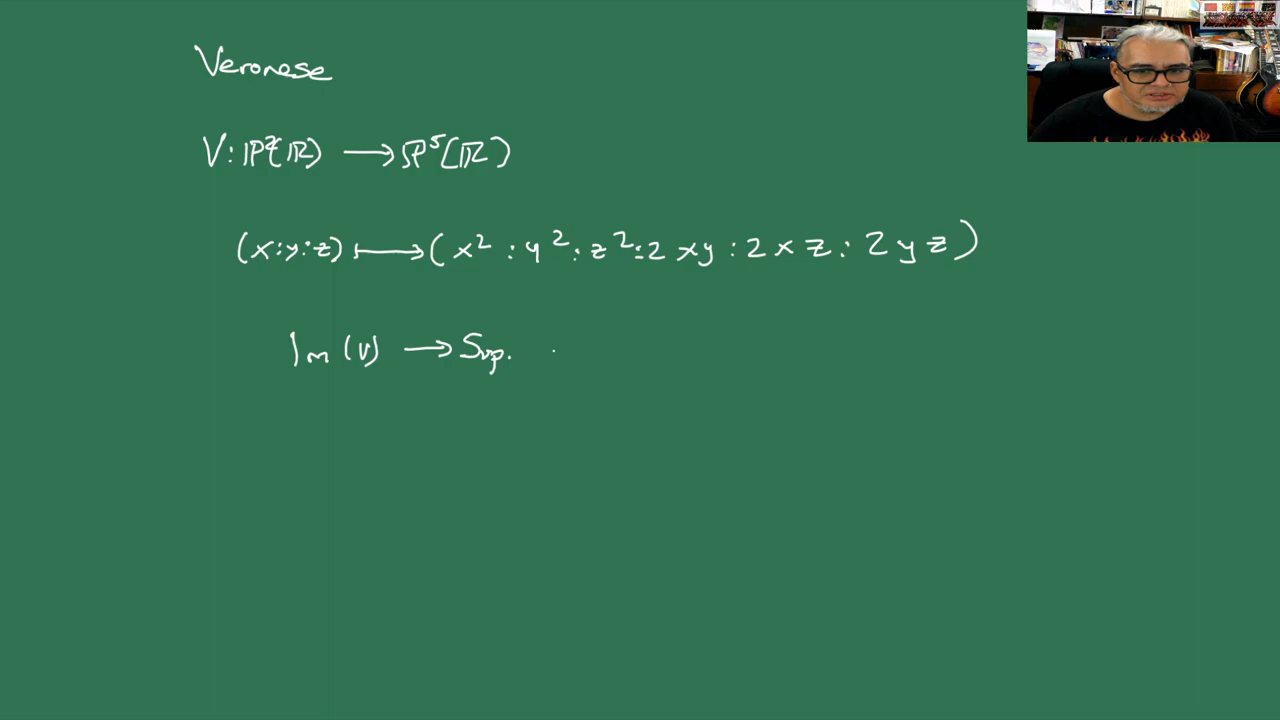 Veronese
V: ℙ²(ℝ) ⟶ ℙ⁵(ℝ)
(x:y:z) ⟼ (x² : y² : z² : 2xy : 2xz : 2yz)
Im(V) ⟶ Sup.